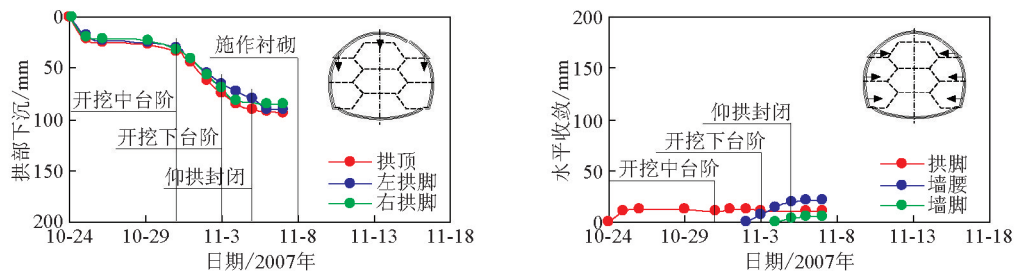 0
50
100
150
200
拱部下沉/mm
施作衬砌
开挖中台阶
开挖下台阶
仰拱封闭
拱顶
左拱脚
右拱脚
10-24
10-29
11-3
11-8
11-13
11-18
日期/2007年
200
150
100
50
0
水平收敛/mm
仰拱封闭
开挖下台阶
开挖中台阶
拱脚
墙腰
墙脚
10-24
10-29
11-3
11-8
11-13
11-18
日期/2007年